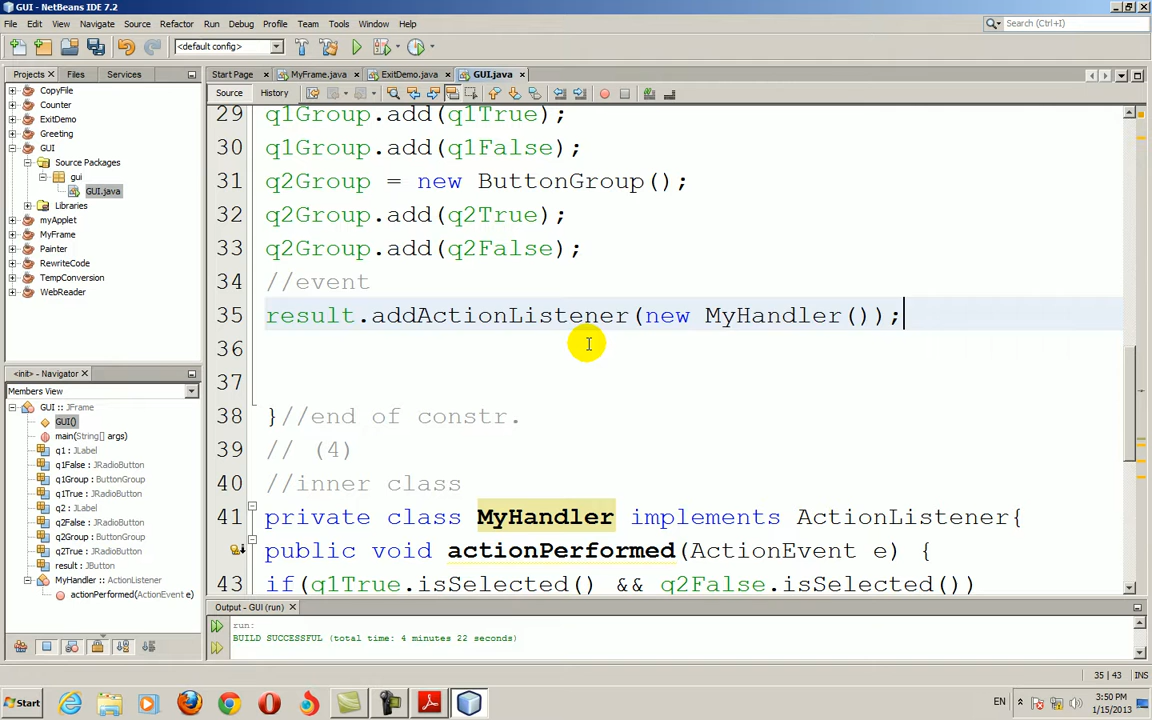 GUI - NetBeans IDE 7.2
File Edit View Navigate Source Refactor Run Debug Profile Team Tools Window Help
<default config>
Search (Ctrl+I)
Projects Files Services
CopyFile
Counter
ExitDemo
Greeting
GUI
Source Packages
gui
GUI.java
Libraries
myApplet
MyFrame
Painter
RewriteCode
TempConversion
WebReader
<init> - Navigator
Members View
GUI :: JFrame
GUI()
main(String[] args)
q1 : JLabel
q1False : JRadioButton
q1Group : ButtonGroup
q1True : JRadioButton
q2 : JLabel
q2False : JRadioButton
q2Group : ButtonGroup
q2True : JRadioButton
result : JButton
MyHandler :: ActionListener
actionPerformed(ActionEvent e)
Start Page MyFrame.java ExitDemo.java GUI.java
Source History
29 q1Group.add(q1True);
30 q1Group.add(q1False);
31 q2Group = new ButtonGroup();
32 q2Group.add(q2True);
33 q2Group.add(q2False);
34 //event
35 result.addActionListener(new MyHandler());
36
37
38 }//end of constr.
39 // (4)
40 //inner class
41 private class MyHandler implements ActionListener{
public void actionPerformed(ActionEvent e) {
43 if(q1True.isSelected() && q2False.isSelected())
Output - GUI (run)
run:
BUILD SUCCESSFUL (total time: 4 minutes 22 seconds)
35 | 43 INS
Start
EN
3:50 PM
1/15/2013